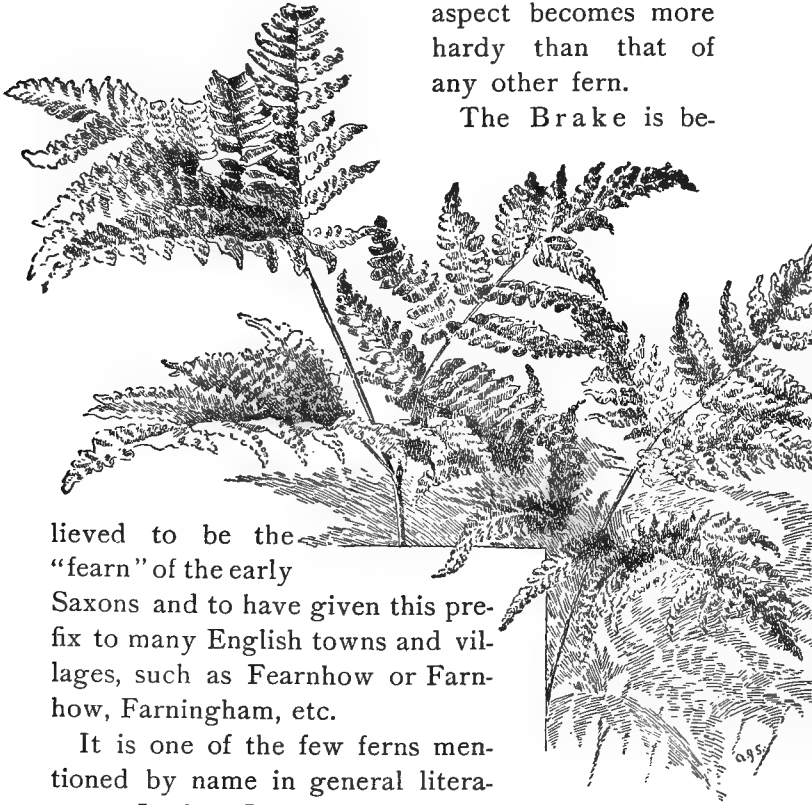 aspect becomes more
hardy than that of
any other fern.
The Brake is be-
lieved to be the
“fearn” of the early
Saxons and to have given this pre-
fix to many English towns and vil-
lages, such as Fearnhow or Farn-
how, Farningham, etc.
It is one of the few ferns men-
tioned by name in general litera-
a.g.s.